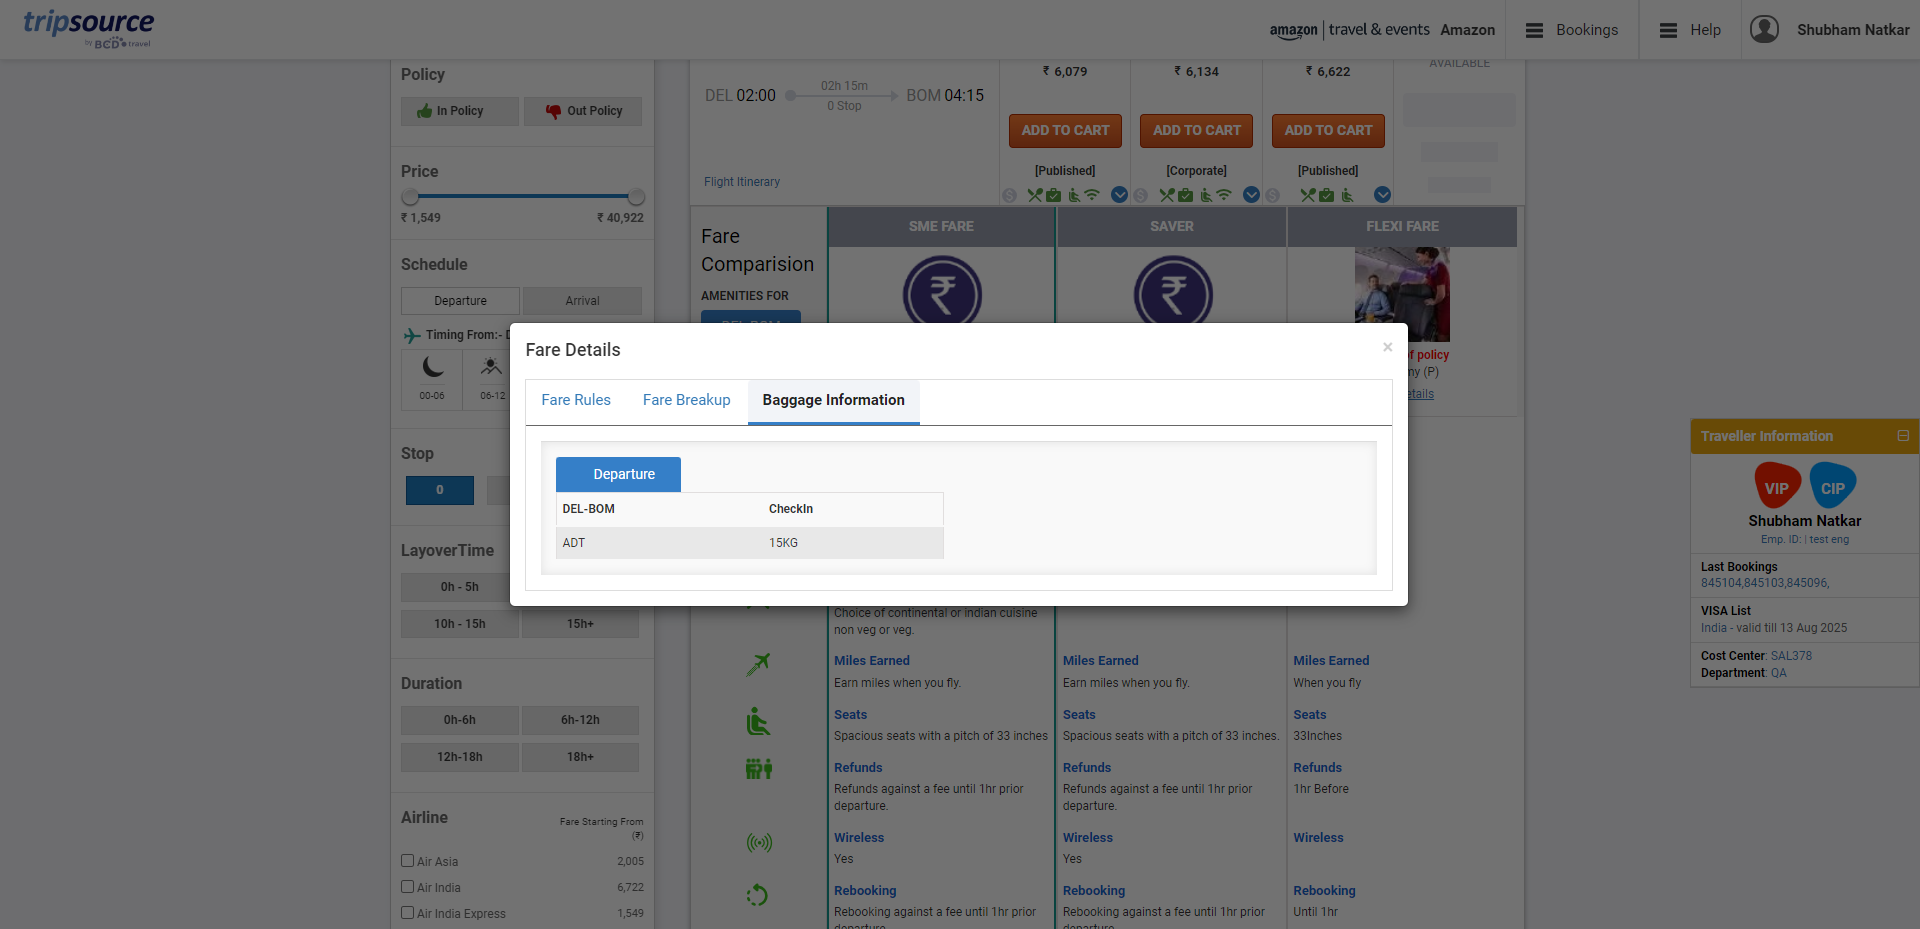 tripsource
by BCD travel
amazon | travel & events Amazon
Bookings
Help
Shubham Natkar
Policy
In Policy
Out Policy
Price
₹ 1,549
₹ 40,922
Schedule
Departure
Arrival
Timing From:- D
00-06
06-12
Stop
0
LayoverTime
0h - 5h
10h - 15h
15h+
Duration
0h-6h
6h-12h
12h-18h
18h+
Airline
Fare Starting From
(₹)
Air Asia 2,005
Air India 6,722
Air India Express 1,549
DEL 02:00
02h 15m
0 Stop
BOM 04:15
Flight Itinerary
₹ 6,079
ADD TO CART
[Published]
₹ 6,134
ADD TO CART
[Corporate]
₹ 6,622
ADD TO CART
[Published]
AVAILABLE
Fare
Comparision
AMENITIES FOR
DEL-BOM
SME FARE
SAVER
FLEXI FARE
of policy
my (P)
etails
Fare Details
×
Fare Rules
Fare Breakup
Baggage Information
Departure
DEL-BOM CheckIn
ADT 15KG
Choice of continental or indian cuisine
non veg or veg.
Miles Earned
Earn miles when you fly.
Miles Earned
Earn miles when you fly.
Miles Earned
When you fly
Seats
Spacious seats with a pitch of 33 inches
Seats
Spacious seats with a pitch of 33 inches.
Seats
33Inches
Refunds
Refunds against a fee until 1hr prior
departure.
Refunds
Refunds against a fee until 1hr prior
departure.
Refunds
1hr Before
Wireless
Yes
Wireless
Yes
Wireless
Rebooking
Rebooking against a fee until 1hr prior
departure
Rebooking
Rebooking against a fee until 1hr prior
departure
Rebooking
Until 1hr
Traveller Information
VIP
CIP
Shubham Natkar
Emp. ID: | test eng
Last Bookings
845104,845103,845096,
VISA List
India - valid till 13 Aug 2025
Cost Center: SAL378
Department: QA